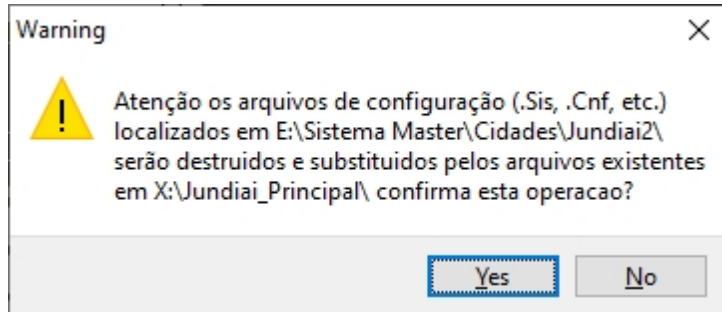 Warning
Atenção os arquivos de configuração (.Sis, .Cnf, etc.)
localizados em E:\Sistema Master\Cidades\Jundiai2\
serão destruidos e substituidos pelos arquivos existentes
em X:\Jundiai_Principal\ confirma esta operacao?
Yes
No